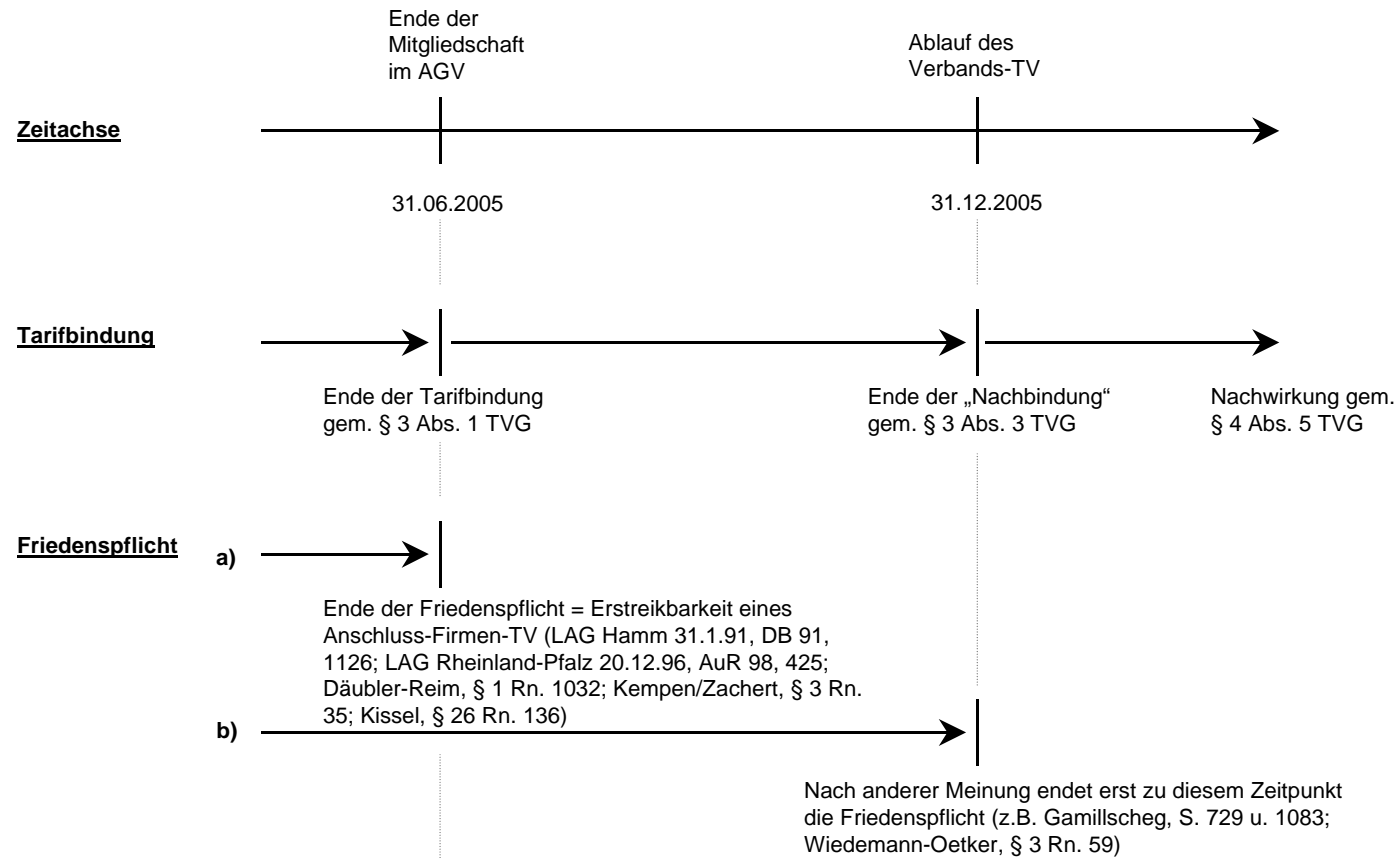 Ende der
Mitgliedschaft
im AGV
Ablauf des
Verbands-TV
Zeitachse
31.06.2005
31.12.2005
Tarifbindung
Ende der Tarifbindung
gem. § 3 Abs. 1 TVG
Ende der „Nachbindung“
gem. § 3 Abs. 3 TVG
Nachwirkung gem.
§ 4 Abs. 5 TVG
Friedenspflicht
a)
Ende der Friedenspflicht = Erstreikbarkeit eines
Anschluss-Firmen-TV (LAG Hamm 31.1.91, DB 91,
1126; LAG Rheinland-Pfalz 20.12.96, AuR 98, 425;
Däubler-Reim, § 1 Rn. 1032; Kempen/Zachert, § 3 Rn.
35; Kissel, § 26 Rn. 136)
b)
Nach anderer Meinung endet erst zu diesem Zeitpunkt
die Friedenspflicht (z.B. Gamillscheg, S. 729 u. 1083;
Wiedemann-Oetker, § 3 Rn. 59)